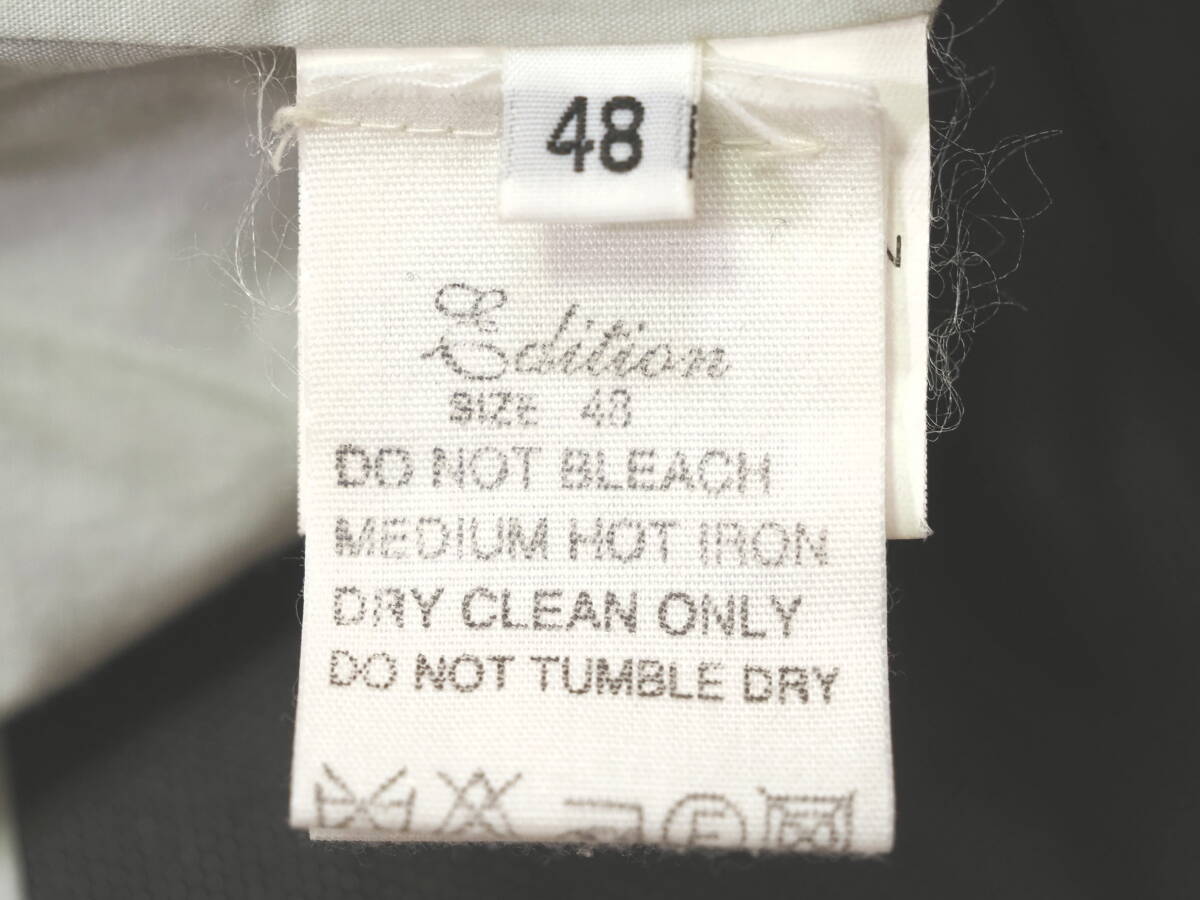 48
Edition
SIZE 48
DO NOT BLEACH
MEDIUM HOT IRON
DRY CLEAN ONLY
DO NOT TUMBLE DRY